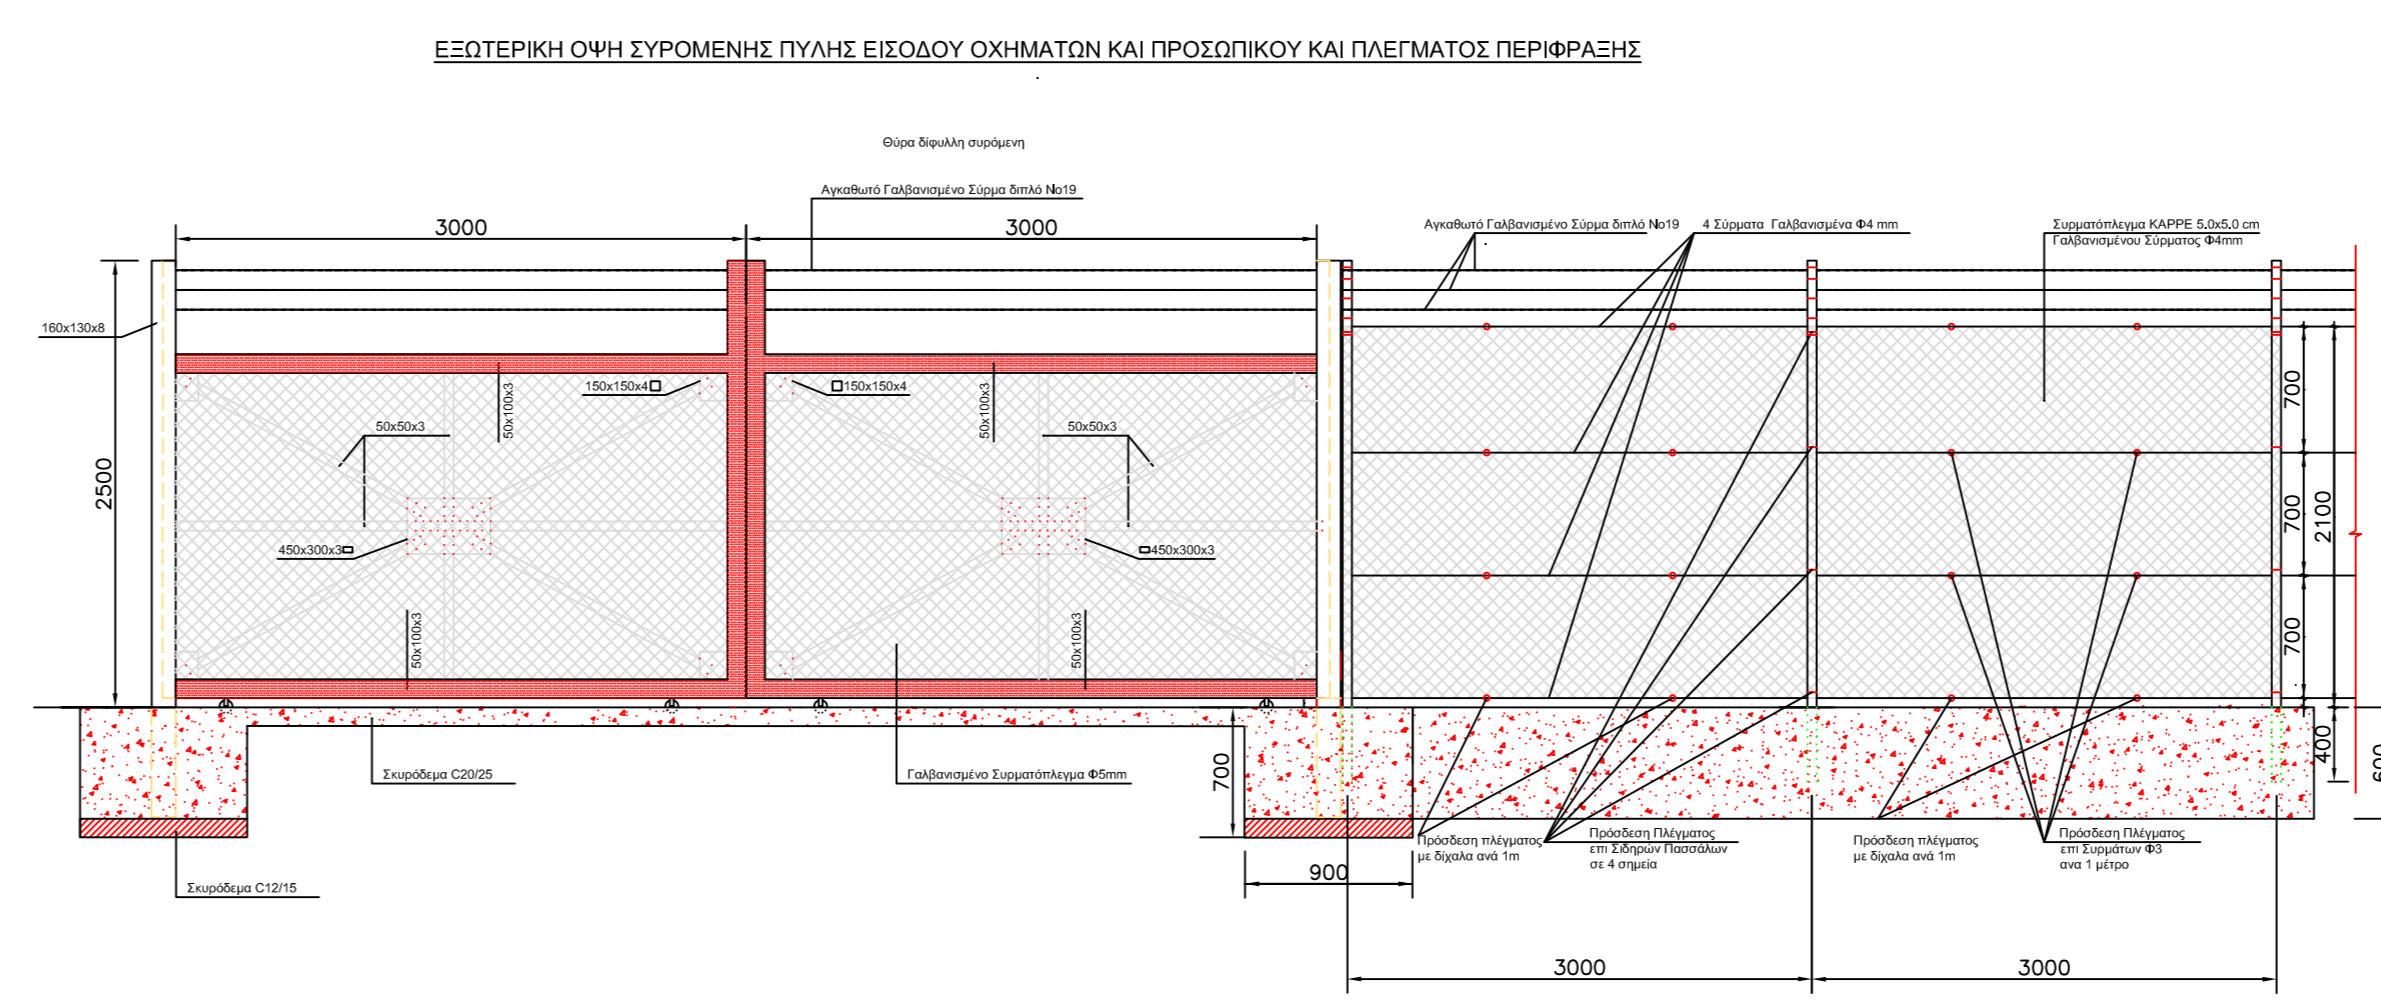 ΕΞΩΤΕΡΙΚΗ ΟΨΗ ΣΥΡΟΜΕΝΗΣ ΠΥΛΗΣ ΕΙΣΟΔΟΥ ΟΧΗΜΑΤΩΝ ΚΑΙ ΠΡΟΣΩΠΙΚΟΥ ΚΑΙ ΠΛΕΓΜΑΤΟΣ ΠΕΡΙΦΡΑΞΗΣ
Θύρα δίφυλλη συρόμενη
Αγκαθωτό Γαλβανισμένο Σύρμα διπλό Νο19
3000
3000
Αγκαθωτό Γαλβανισμένο Σύρμα διπλό Νο19
4 Σύρματα Γαλβανισμένα Φ4 mm
Συρματόπλεγμα KAPPE 5.0x5.0 cm
Γαλβανισμένου Σύρματος Φ4mm
160x130x8
150x150x4
150x150x4
50x100x3
50x100x3
50x50x3
50x50x3
2500
450x300x3
450x300x3
50x100x3
50x100x3
700
700
700
2100
400
600
Σκυρόδεμα C20/25
Γαλβανισμένο Συρματόπλεγμα Φ5mm
700
Πρόσδεση πλέγματος
με δίχαλα ανά 1m
Πρόσδεση Πλέγματος
επι Σιδηρών Πασσάλων
σε 4 σημεία
Πρόσδεση πλέγματος
με δίχαλα ανά 1m
Πρόσδεση Πλέγματος
επι Συρμάτων Φ3
ανα 1 μέτρο
900
Σκυρόδεμα C12/15
3000
3000